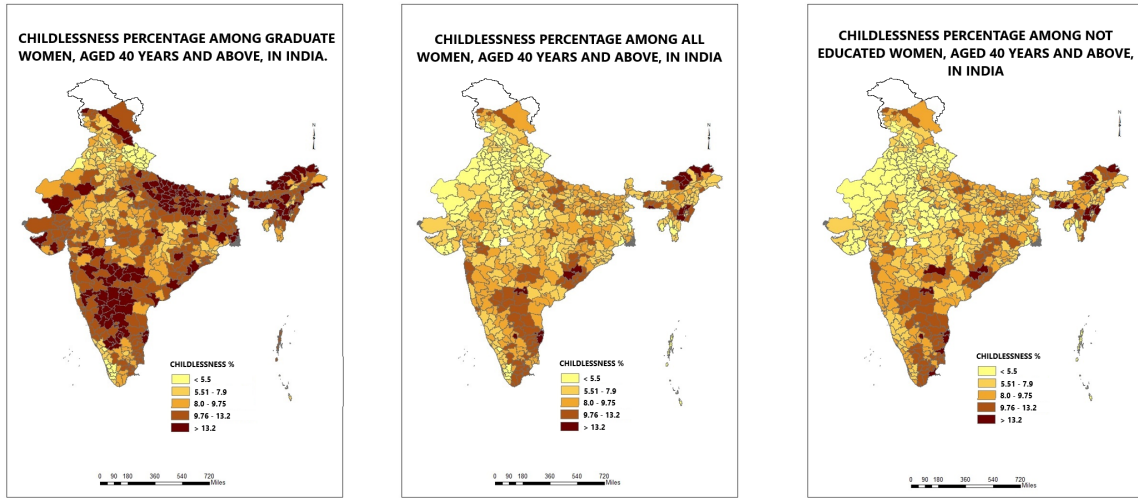 CHILDLESSNESS PERCENTAGE AMONG GRADUATE
WOMEN, AGED 40 YEARS AND ABOVE, IN INDIA.
N
CHILDLESSNESS %
< 5.5
5.51 - 7.9
8.0 - 9.75
9.76 - 13.2
> 13.2
0 90 180 360 540 720
Miles
CHILDLESSNESS PERCENTAGE AMONG ALL
WOMEN, AGED 40 YEARS AND ABOVE, IN INDIA
N
CHILDLESSNESS %
< 5.5
5.51 - 7.9
8.0 - 9.75
9.76 - 13.2
> 13.2
0 90 180 360 540 720
Miles
CHILDLESSNESS PERCENTAGE AMONG NOT
EDUCATED WOMEN, AGED 40 YEARS AND ABOVE,
IN INDIA
N
CHILDLESSNESS %
< 5.5
5.51 - 7.9
8.0 - 9.75
9.76 - 13.2
> 13.2
0 90 180 360 540 720
Miles